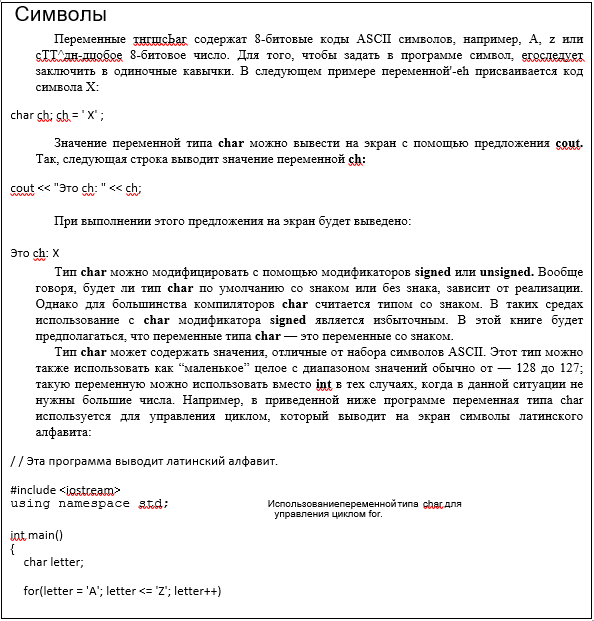 Символы
Переменные тнгшсЬаг содержат 8-битовые коды ASCII символов, например, A, z или
сТТ^дн-дщобое 8-битовое число. Для того, чтобы задать в программе символ, егоследует
заключить в одиночные кавычки. В следующем примере переменной'-eh присваивается код
символа X:
char ch; ch = ' X' ;
Значение переменной типа char можно вывести на экран с помощью предложения cout.
Так, следующая строка выводит значение переменной ch:
cout << "Это ch: " << ch;
При выполнении этого предложения на экран будет выведено:
Это ch: X
Тип char можно модифицировать с помощью модификаторов signed или unsigned. Вообще
говоря, будет ли тип char по умолчанию со знаком или без знака, зависит от реализации.
Однако для большинства компиляторов char считается типом со знаком. В таких средах
использование с char модификатора signed является избыточным. В этой книге будет
предполагаться, что переменные типа char — это переменные со знаком.
Тип char может содержать значения, отличные от набора символов ASCII. Этот тип можно
также использовать как “маленькое” целое с диапазоном значений обычно от — 128 до 127;
такую переменную можно использовать вместо int в тех случаях, когда в данной ситуации не
нужны большие числа. Например, в приведенной ниже программе переменная типа char
используется для управления циклом, который выводит на экран символы латинского
алфавита:
/ / Эта программа выводит латинский алфавит.
#include <iostream>
using namespace std; Использованиепеременной типа char для
управления циклом for.
int main()
{
char letter;
for(letter = 'A'; letter <= 'Z'; letter++)